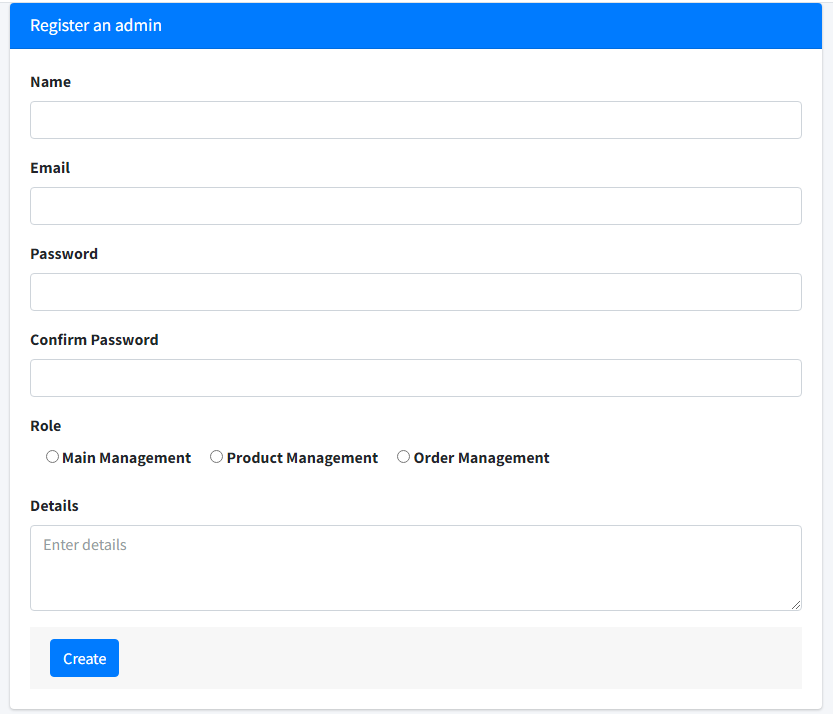 Register an admin
Name
Email
Password
Confirm Password
Role
Main Management Product Management Order Management
Details
Enter details
Create